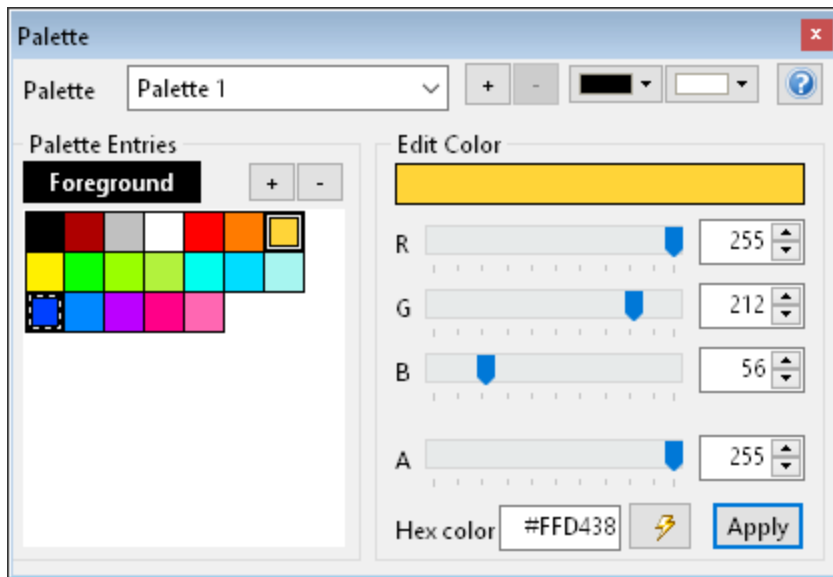 Palette
x
Palette Palette 1 + - ?
Palette Entries
Foreground + -
Edit Color
R 255
G 212
B 56
A 255
Hex color #FFD438 Apply